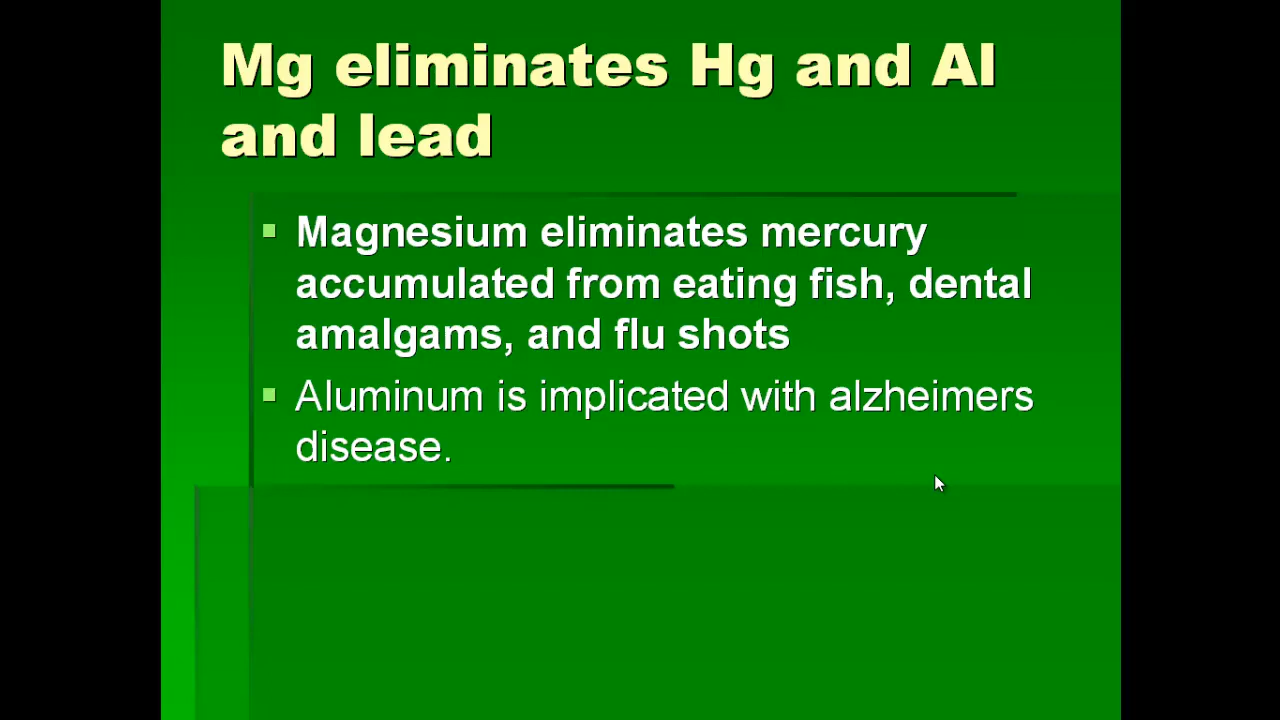 Mg eliminates Hg and Al
and lead
Magnesium eliminates mercury
accumulated from eating fish, dental
amalgams, and flu shots
Aluminum is implicated with alzheimers
disease.